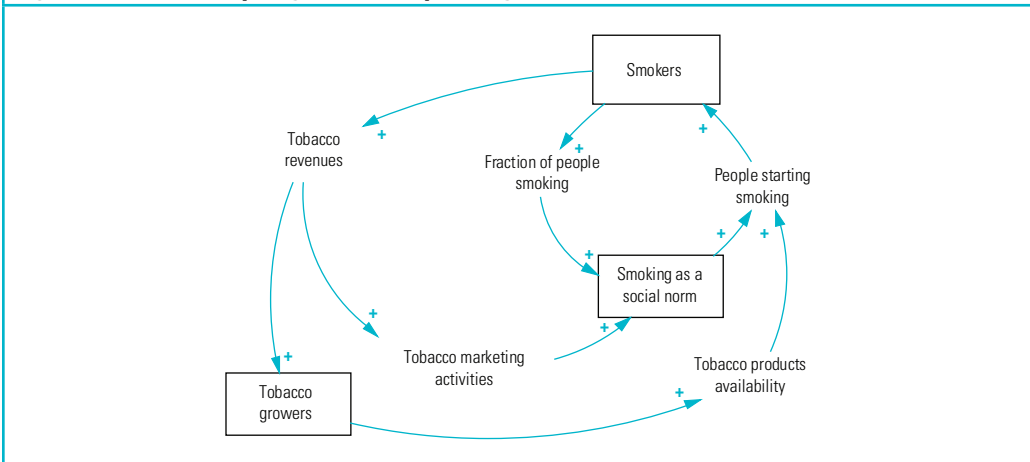 Smokers
+
Tobacco
revenues
+
+
Fraction of people
smoking
People starting
smoking
+
+
+
Smoking as a
social norm
+
+
+
Tobacco marketing
activities
Tobacco products
availability
+
Tobacco
growers
+